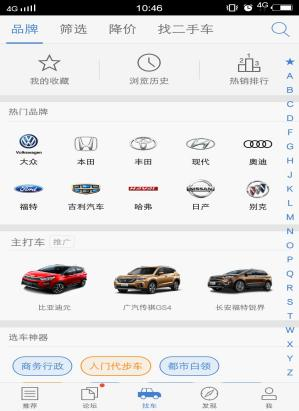 4G 10:46 4G
品牌 筛选 降价 找二手车
我的收藏 浏览历史 热销排行
热门品牌
大众 本田 丰田 现代 奥迪
福特 吉利汽车 哈弗 日产 别克
主打车 推广
比亚迪元 广汽传祺GS4 长安福特锐界
选车神器
商务行政 入门代步车 都市白领
推荐 论坛 找车 发现 我
★
A
B
C
D
F
G
H
J
K
L
M
N
O
P
Q
R
S
T
W
X
Y
Z